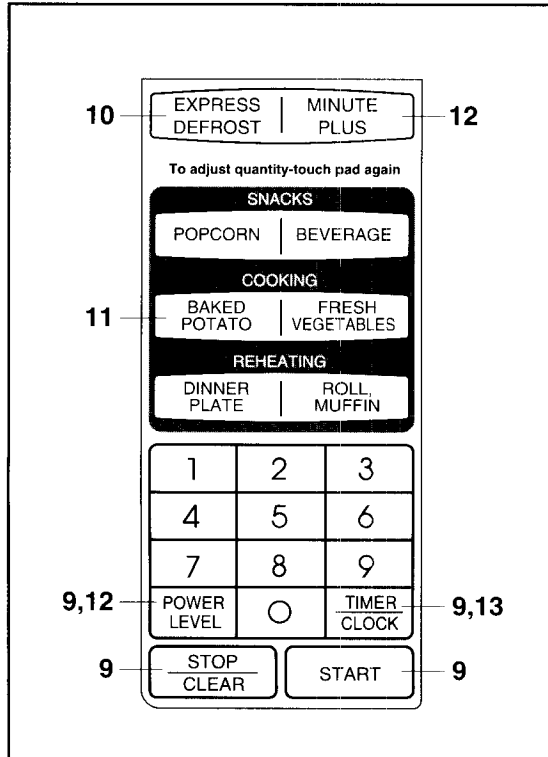 EXPRESS DEFROST
MINUTE PLUS
10
12
To adjust quantity-touch pad again
SNACKS
POPCORN
BEVERAGE
COOKING
11
BAKED POTATO
FRESH VEGETABLES
REHEATING
DINNER PLATE
ROLL, MUFFIN
1 2 3
4 5 6
7 8 9
9,12
POWER LEVEL
0
TIMER CLOCK
9,13
9
STOP CLEAR
START
9